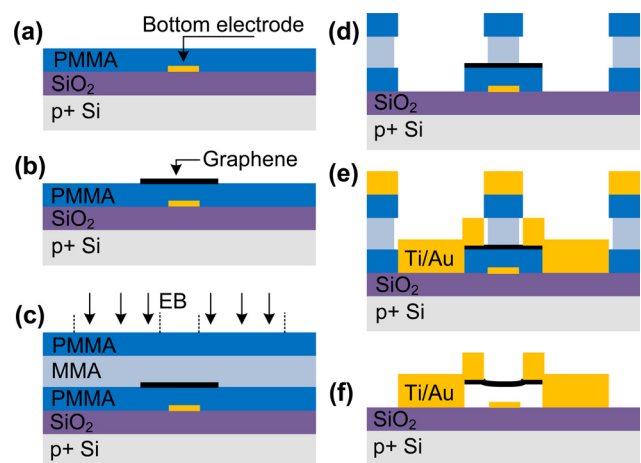 (a)
Bottom electrode
PMMA
SiO₂
p+ Si
(b)
Graphene
PMMA
SiO₂
p+ Si
(c)
EB
PMMA
MMA
PMMA
SiO₂
p+ Si
(d)
SiO₂
p+ Si
(e)
Ti/Au
SiO₂
p+ Si
(f)
Ti/Au
SiO₂
p+ Si